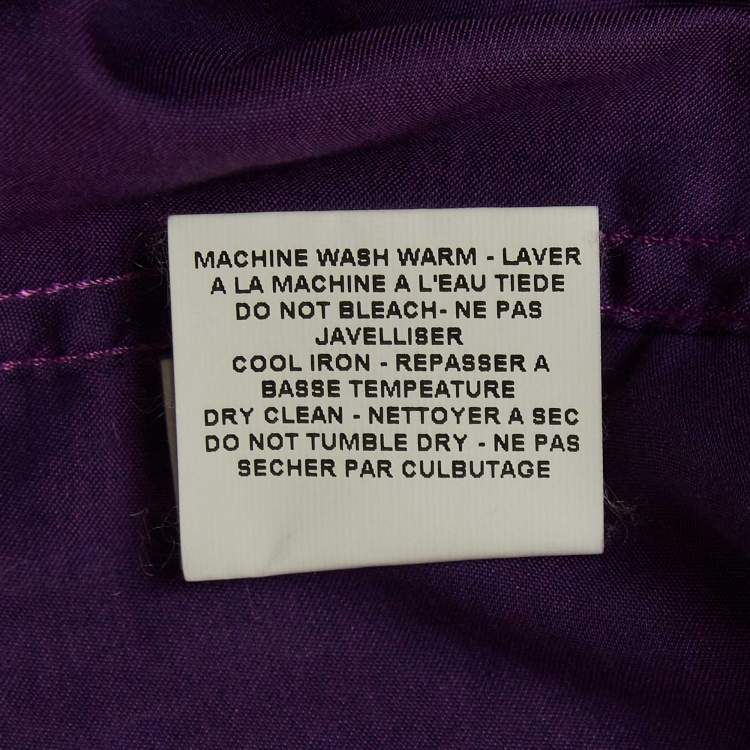 MACHINE WASH WARM - LAVER
A LA MACHINE A L'EAU TIEDE
DO NOT BLEACH- NE PAS
JAVELLISER
COOL IRON - REPASSER A
BASSE TEMPEATURE
DRY CLEAN - NETTOYER A SEC
DO NOT TUMBLE DRY - NE PAS
SECHER PAR CULBUTAGE